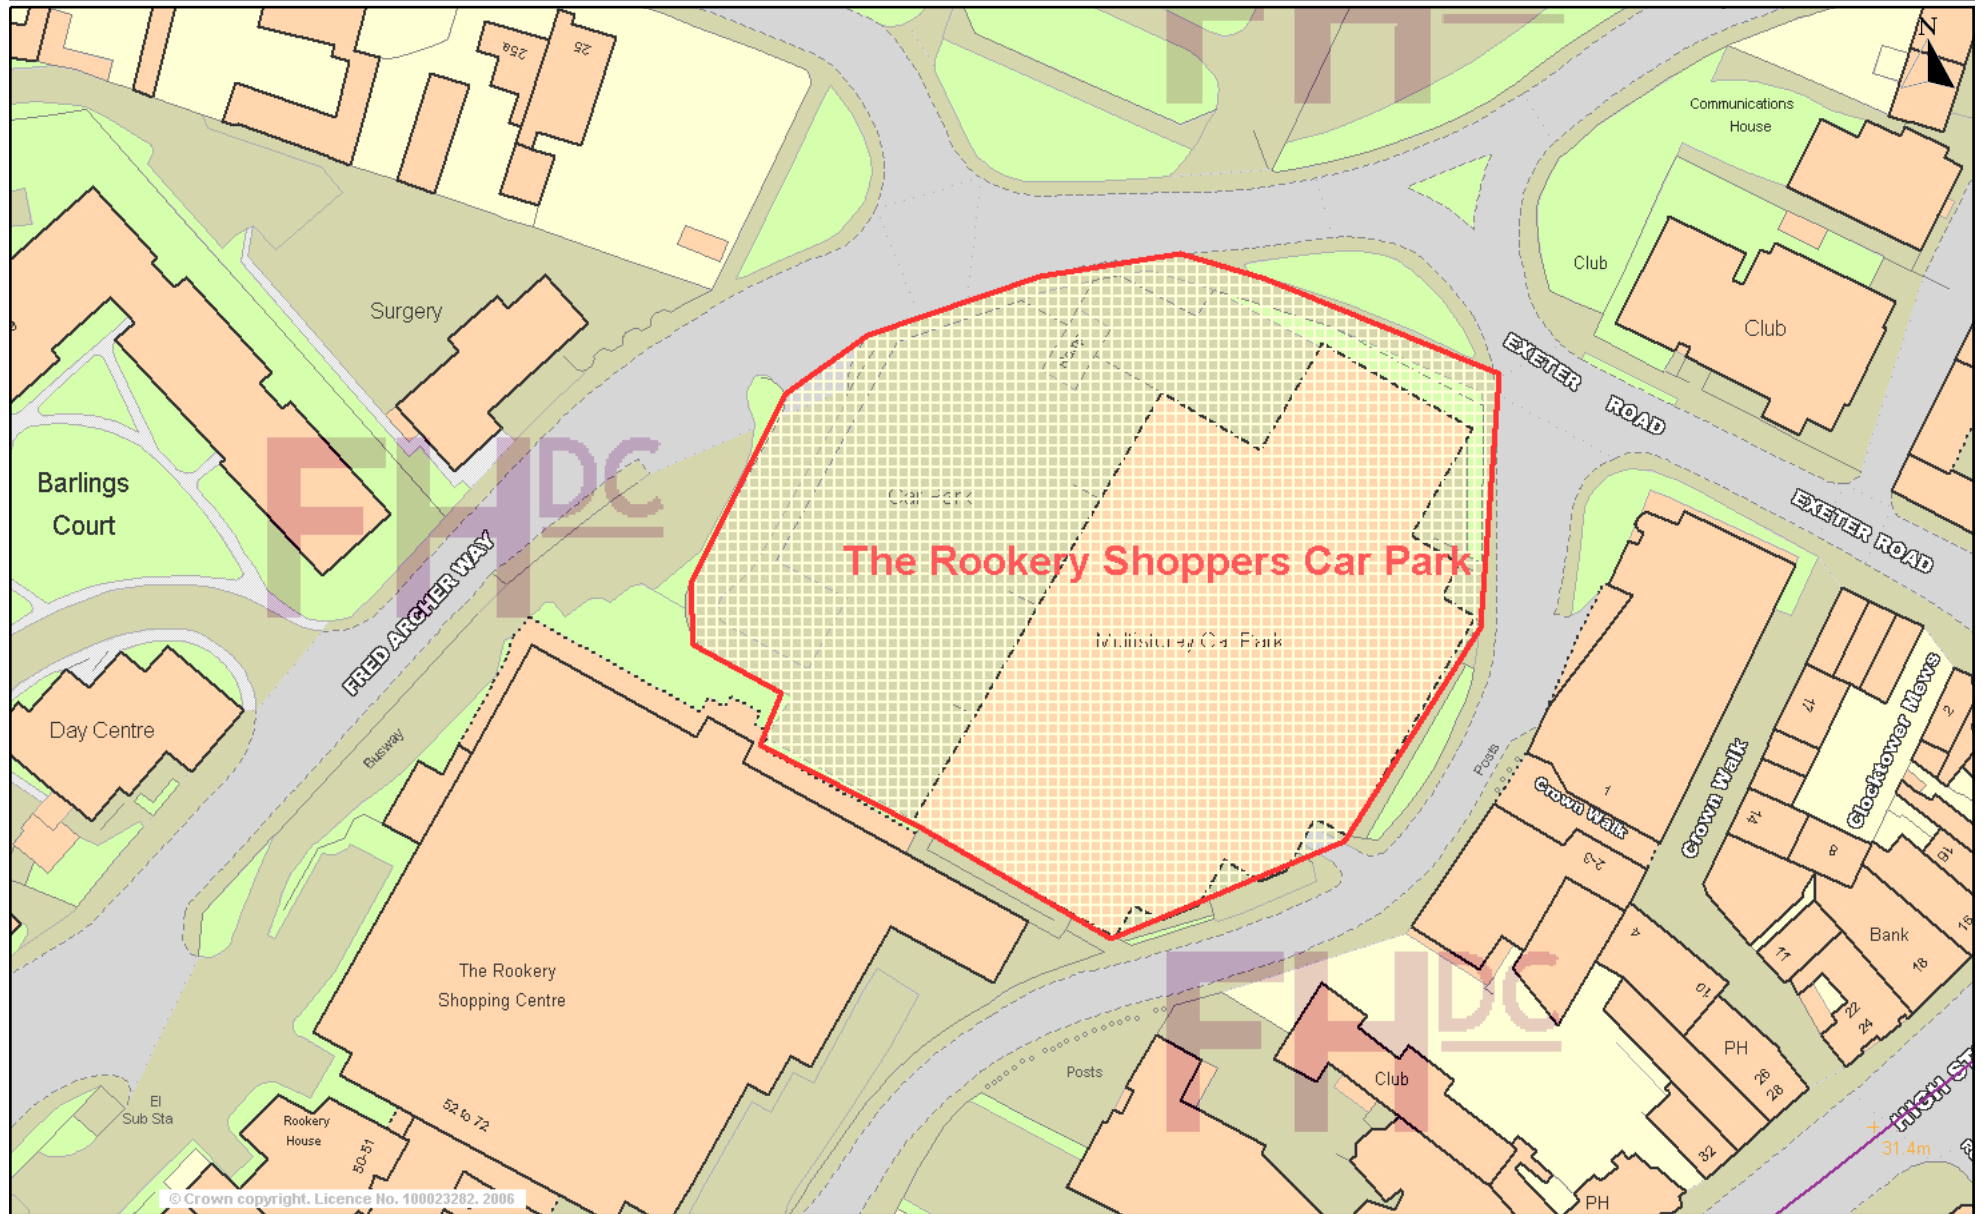 N
25a
25
Communications
House
Surgery
Club
Club
EXETER
ROAD
Barlings
Court
FHDC
Car Park
EXETER ROAD
The Rookery Shoppers Car Park
FRED ARCHER WAY
Multistorey Car Park
Day Centre
Busway
Posts
Crown Walk
1
Crown Walk
17
2
Clocktower Mews
14
8
16
2-3
4
10
11
Bank
16
18
22
24
The Rookery
Shopping Centre
FHDC
PH
26
28
Posts
Club
HIGH ST
31.4m
El
Sub Sta
Rookery
House
52 to 72
50-51
32
PH
© Crown copyright. Licence No. 100023282. 2006